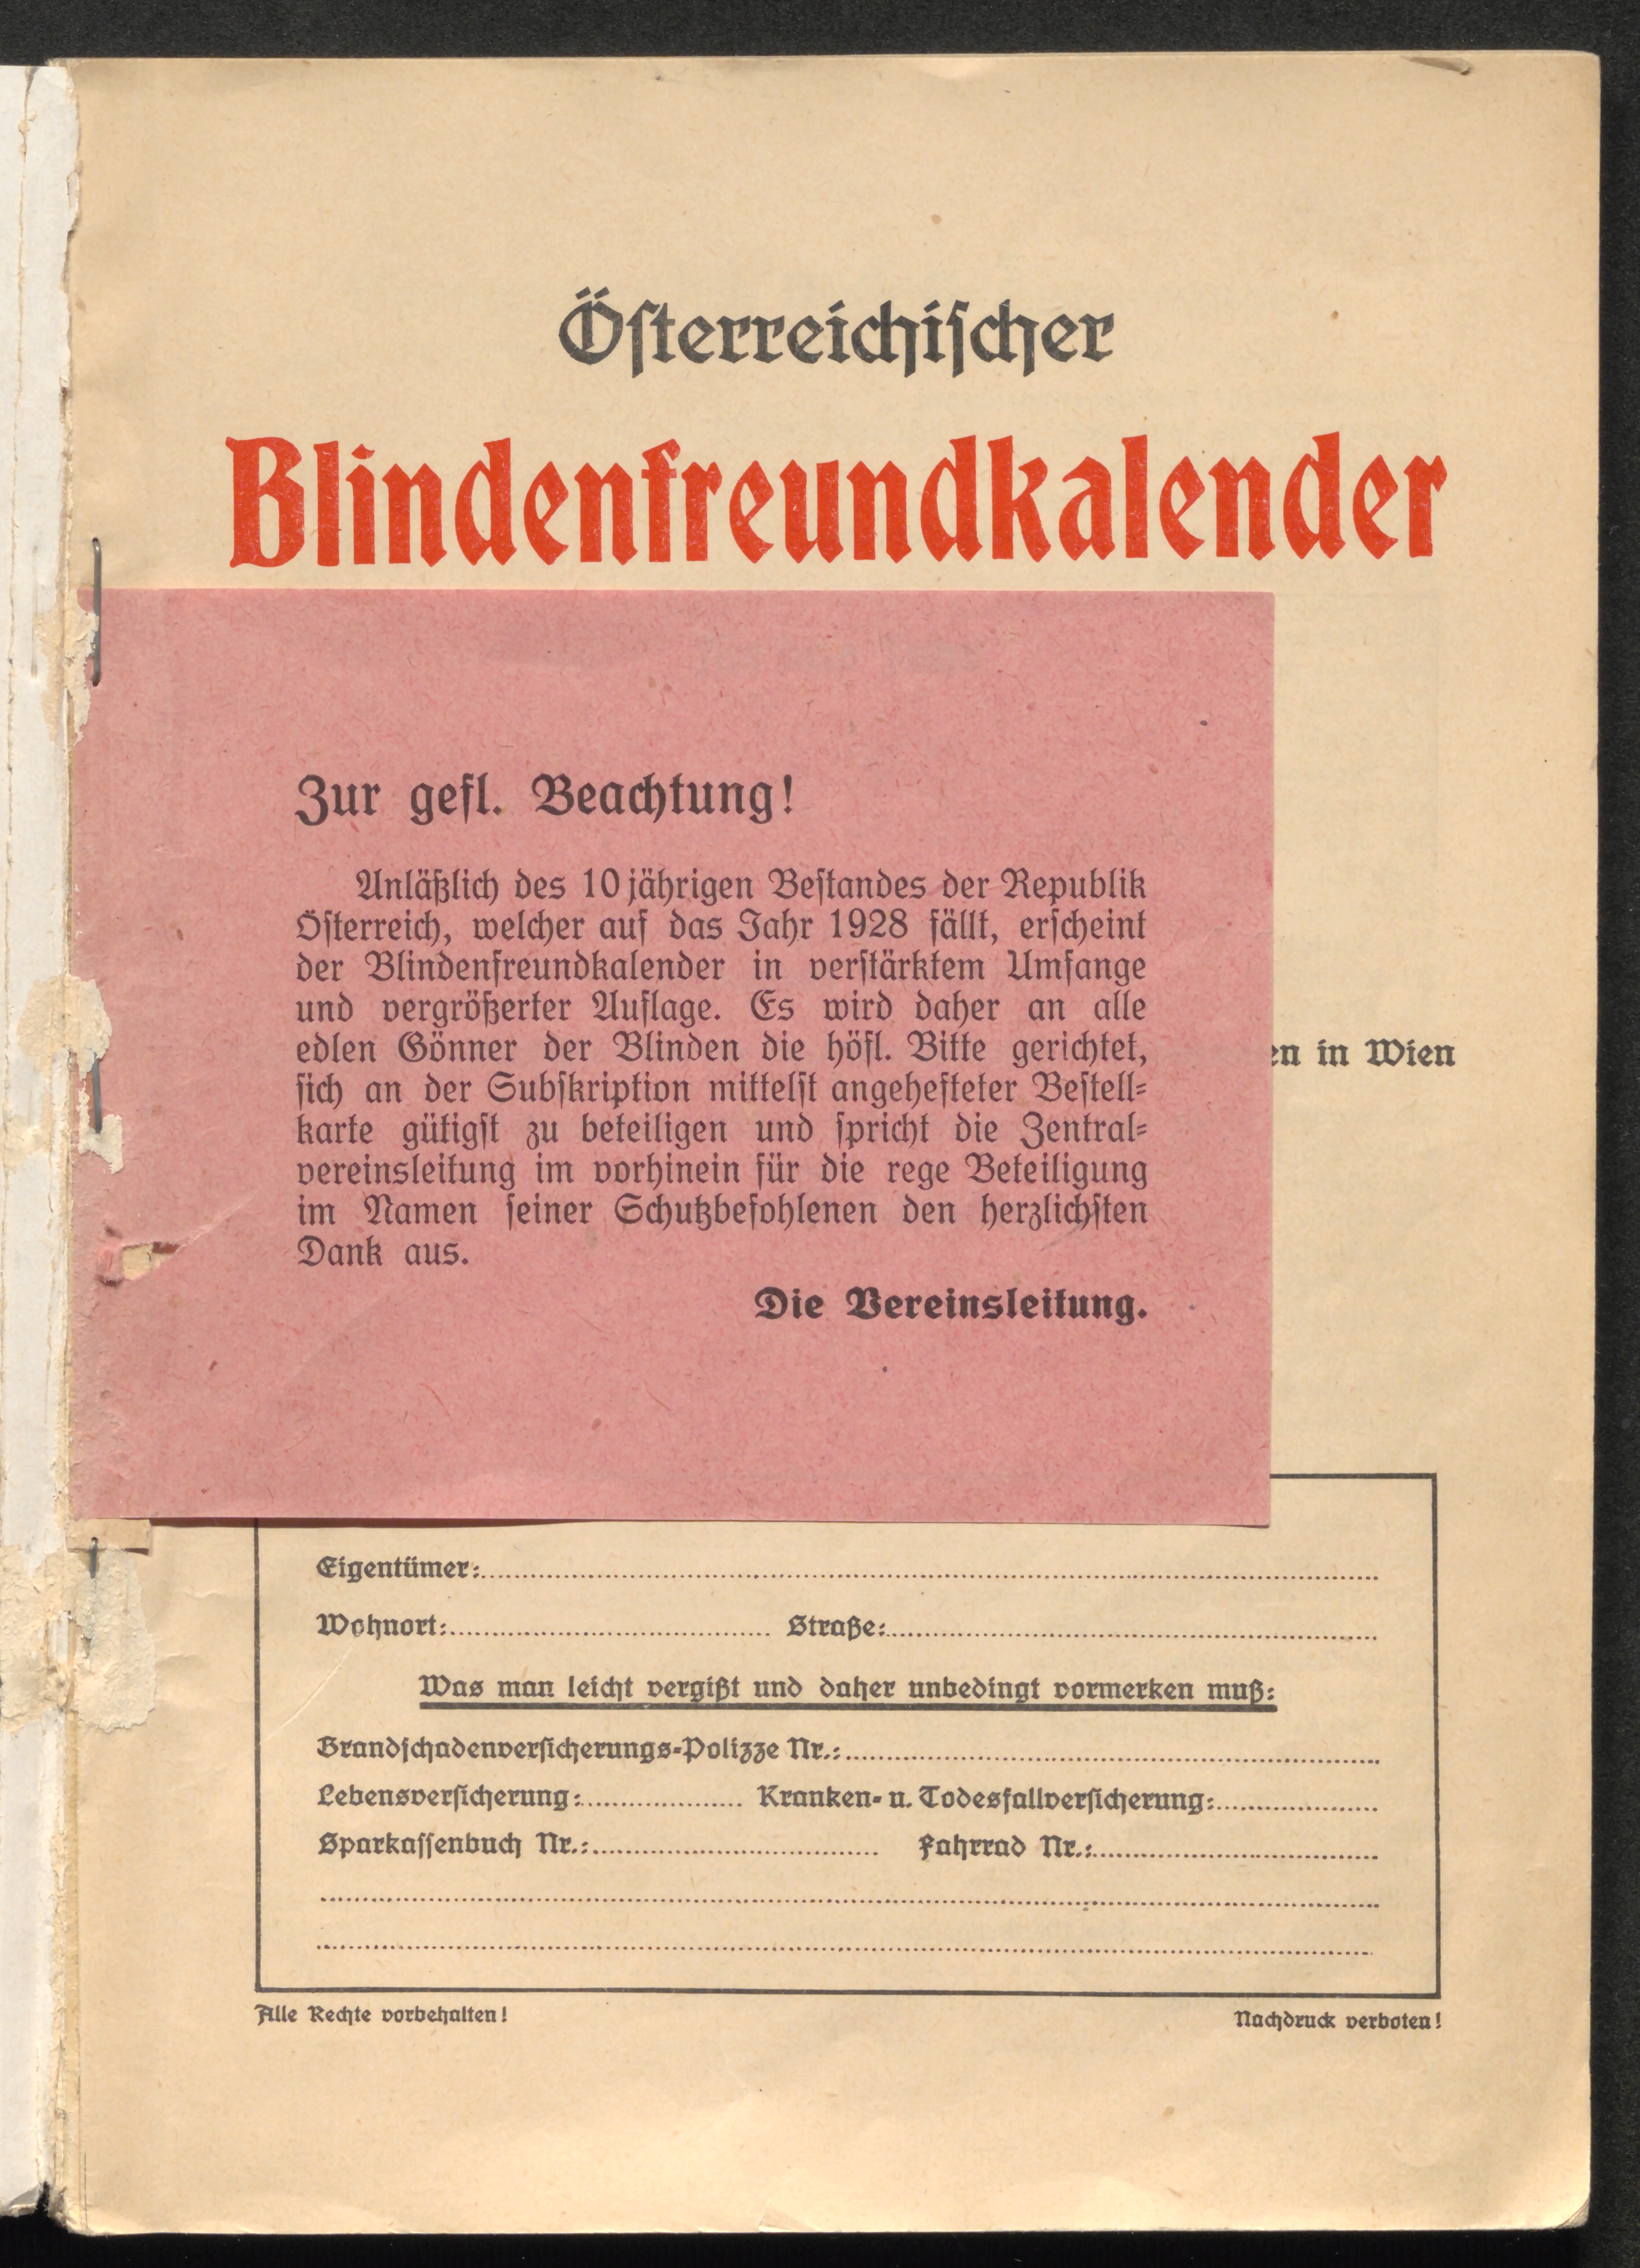 Österreichischer
Blindenfreundkalender
Zur gefl. Beachtung!
Anläßlich des 10 jährigen Bestandes der Republik
Österreich, welcher auf das Jahr 1928 fällt, erscheint
der Blindenfreundkalender in verstärktem Umfange
und vergrößerter Auflage. Es wird daher an alle
edlen Gönner der Blinden die höfl. Bitte gerichtet,
sich an der Subskription mittelst angehefteter Bestell-
karte gütigst zu beteiligen und spricht die Zentral-
vereinsleitung im vorhinein für die rege Beteiligung
im Namen seiner Schutzbefohlenen den herzlichsten
Dank aus.
Die Vereinsleitung.
en in Wien
Eigentümer:
Wohnort: Straße:
Was man leicht vergißt und daher unbedingt vormerken muß:
Brandschadenversicherungs-Polizze Nr.:
Lebensversicherung: Kranken- u. Todesfallversicherung:
Sparkassenbuch Nr.: Fahrrad Nr.:
Alle Rechte vorbehalten! Nachdruck verboten!